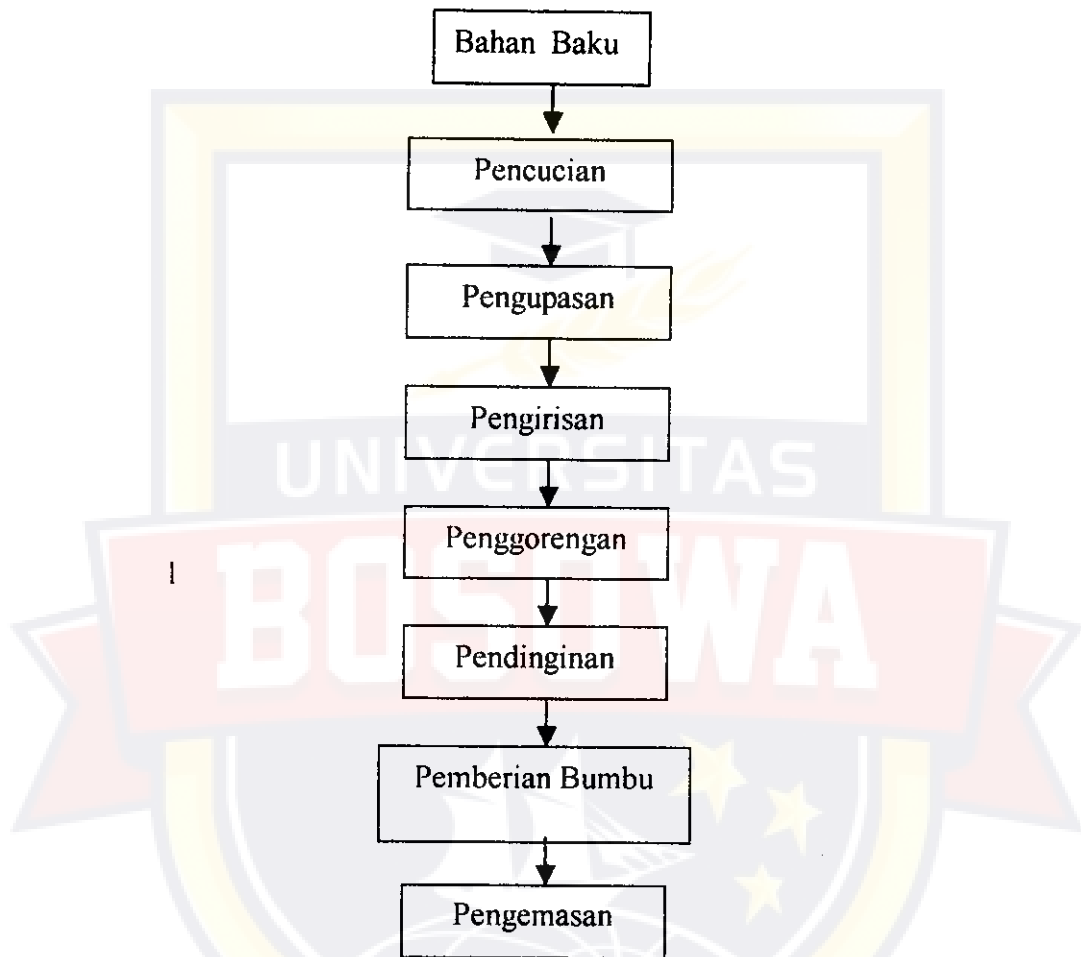 Bahan Baku
Pencucian
Pengupasan
Pengirisan
UNIVERSITAS
Penggorengan
BOSOWA
Pendinginan
Pemberian Bumbu
Pengemasan